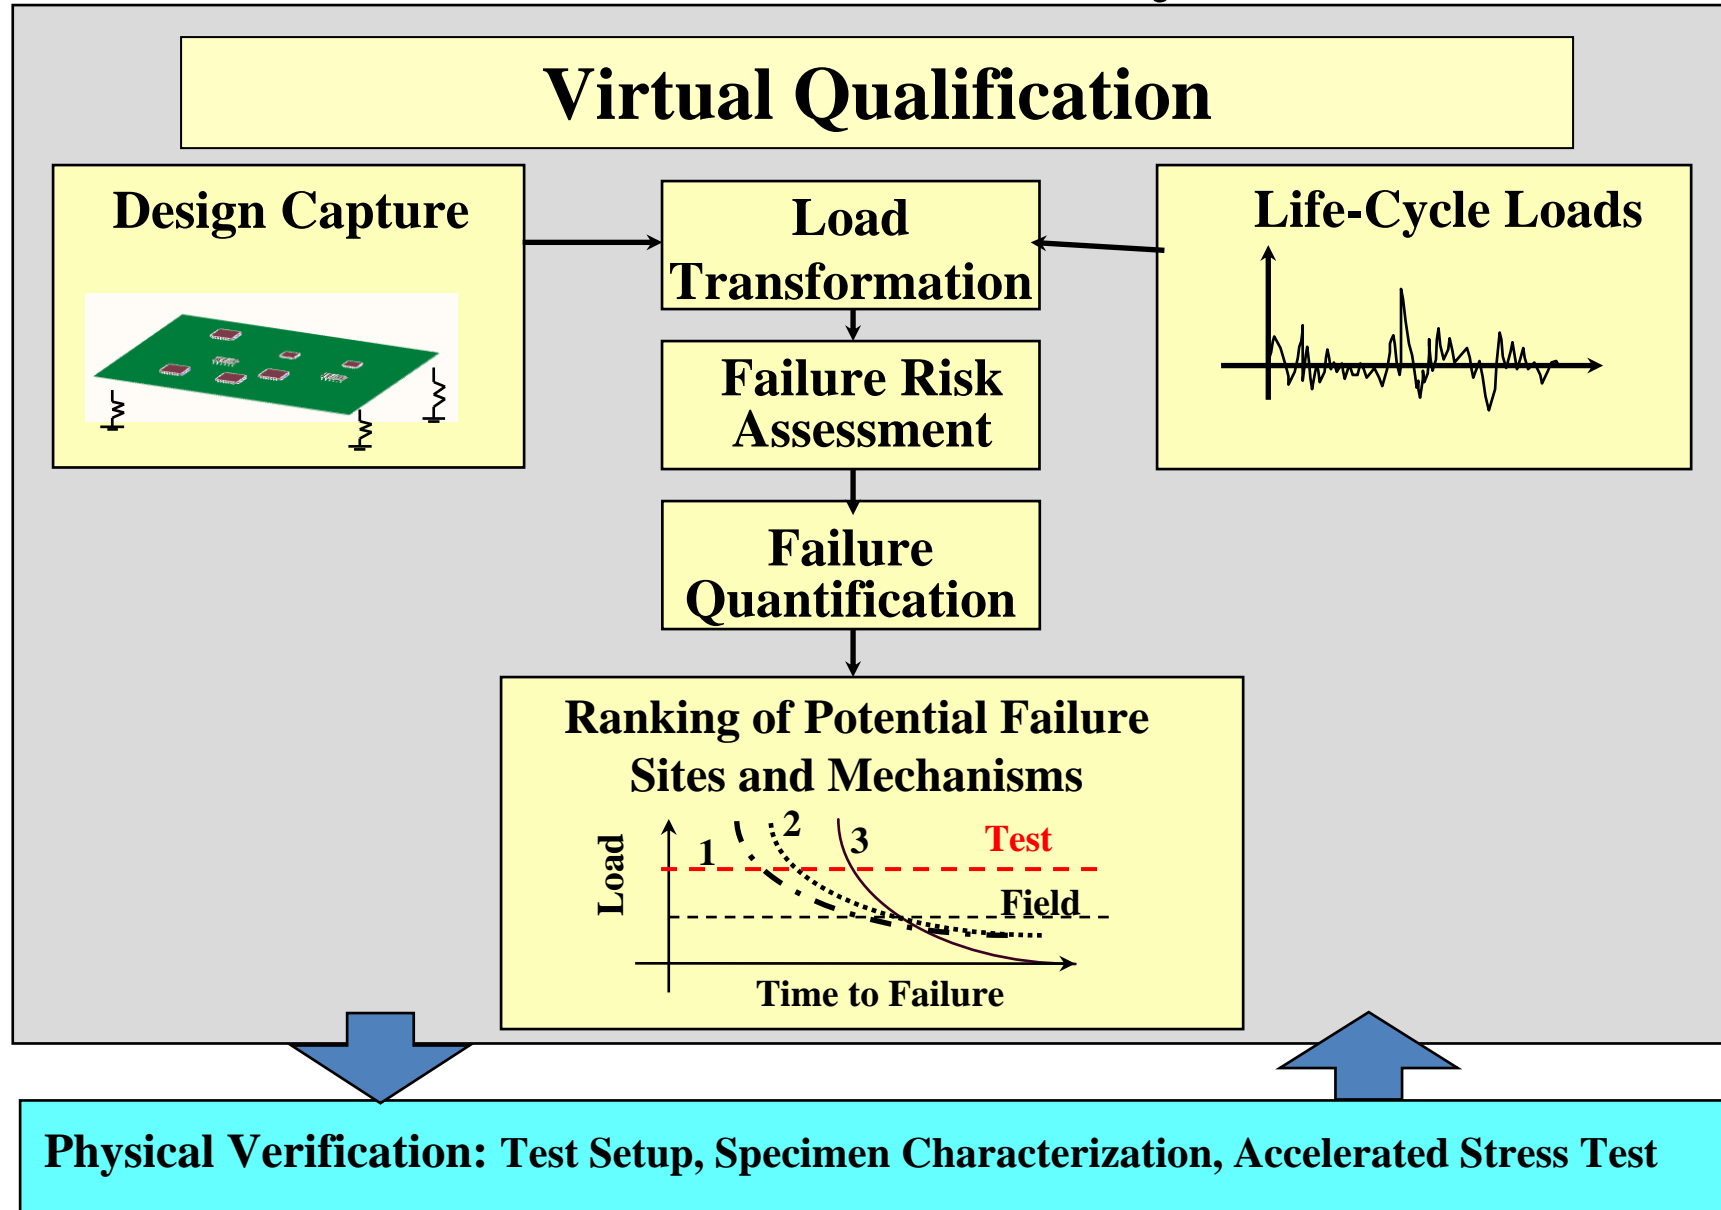 Virtual Qualification
Design Capture
Load
Transformation
Life-Cycle Loads
Failure Risk
Assessment
Failure
Quantification
Ranking of Potential Failure
Sites and Mechanisms
1
2
3
Test
Load
Field
Time to Failure
Physical Verification: Test Setup, Specimen Characterization, Accelerated Stress Test